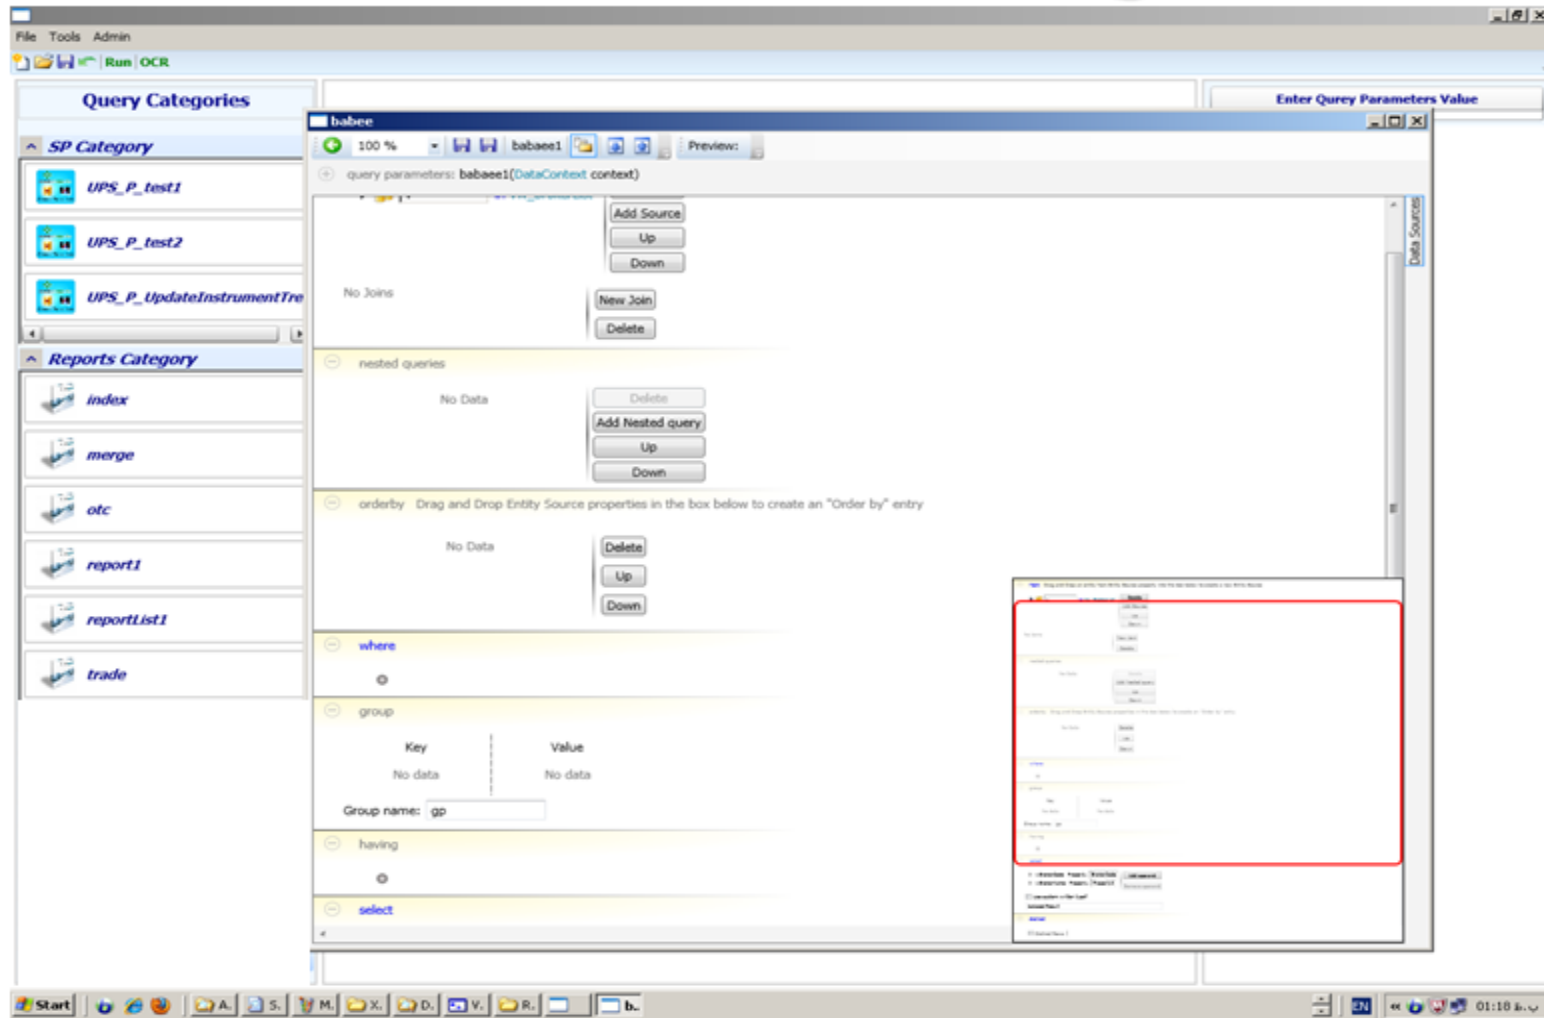 File Tools Admin
Run OCR
Query Categories
Enter Qurey Parameters Value
SP Category
UPS_P_test1
UPS_P_test2
UPS_P_UpdateInstrumentTre
Reports Category
index
merge
otc
report1
reportList1
trade
babee
100 % babaee1 Preview:
query parameters: babaee1(DataContext context)
Data Sources
Add Source
Up
Down
No Joins
New Join
Delete
nested queries
No Data
Delete
Add Nested query
Up
Down
orderby Drag and Drop Entity Source properties in the box below to create an "Order by" entry
No Data
Delete
Up
Down
where
group
Key Value
No data No data
Group name: gp
having
select
Start A. S. M. X. D. V. R. b.. EN 01:18